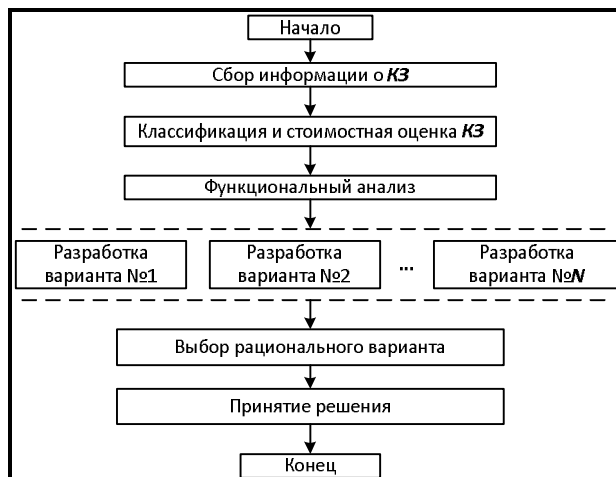 Начало
Сбор информации о КЗ
Классификация и стоимостная оценка КЗ
Функциональный анализ
Разработка
варианта №1
Разработка
варианта №2
...
Разработка
варианта №N
Выбор рационального варианта
Принятие решения
Конец